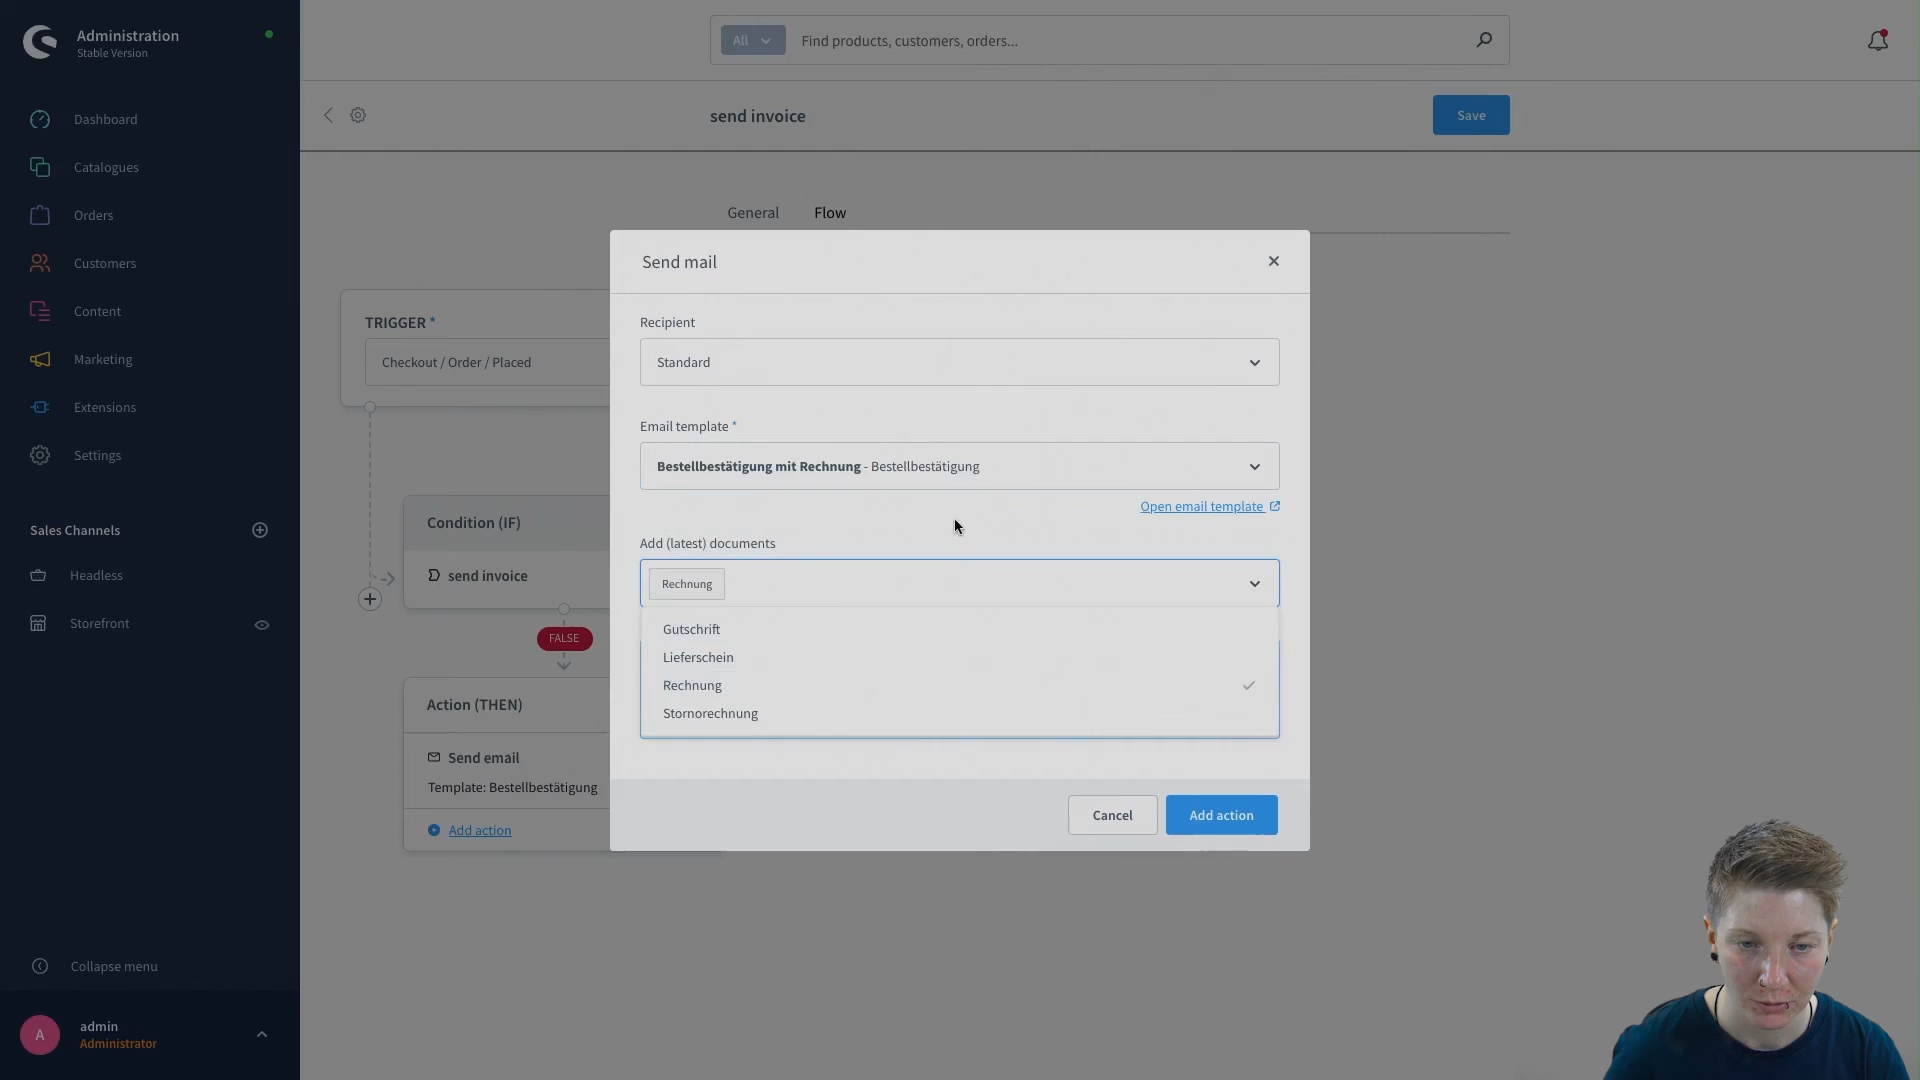 Administration
Stable Version
All
Find products, customers, orders...
send invoice
Save
Dashboard
Catalogues
Orders
Customers
Content
Marketing
Extensions
Settings
Sales Channels
Headless
Storefront
Collapse menu
A
admin
Administrator
General
Flow
TRIGGER *
Checkout / Order / Placed
Condition (IF)
send invoice
FALSE
Action (THEN)
Send email
Template: Bestellbestätigung
Add action
Send mail
Recipient
Standard
Email template *
Bestellbestätigung mit Rechnung - Bestellbestätigung
Open email template
Add (latest) documents
Rechnung
Gutschrift
Lieferschein
Rechnung
Stornorechnung
Cancel
Add action